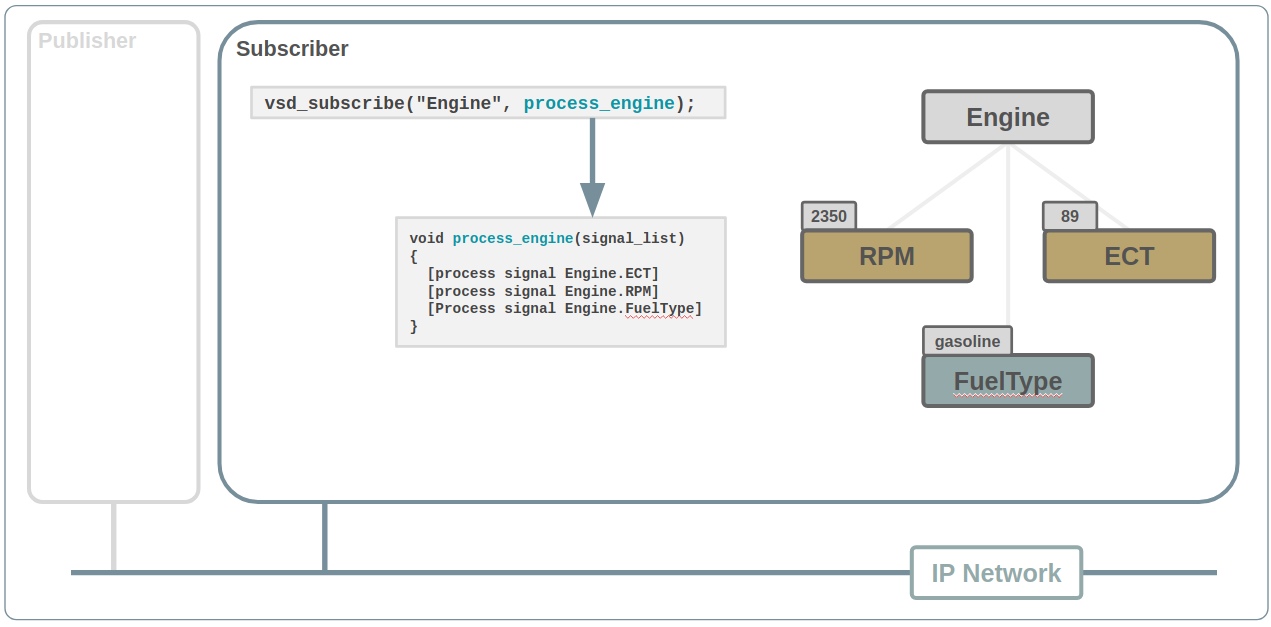 Publisher
Subscriber
vsd_subscribe("Engine", process_engine);
void process_engine(signal_list)
{
[process signal Engine.ECT]
[process signal Engine.RPM]
[Process signal Engine.FuelType]
}
Engine
2350
RPM
89
ECT
gasoline
FuelType
IP Network